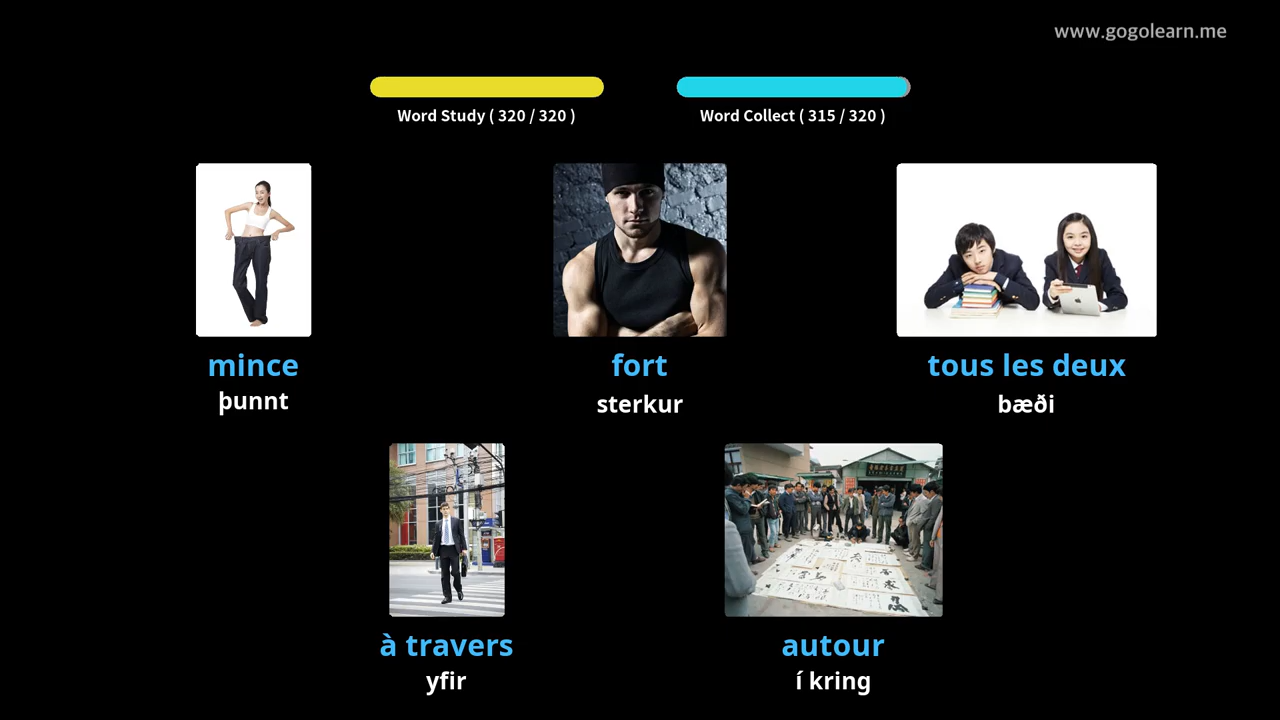 www.gogolearn.me
Word Study ( 320 / 320 )
Word Collect ( 315 / 320 )
mince
þunnt
fort
sterkur
tous les deux
bæði
à travers
yfir
autour
í kring